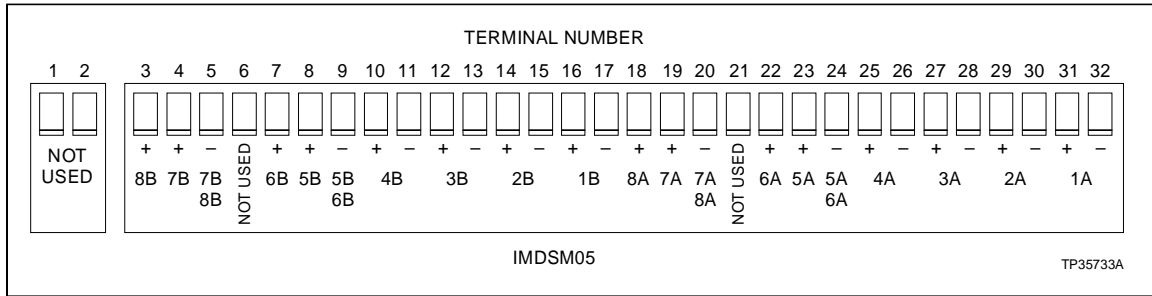 TERMINAL NUMBER
1 2 3 4 5 6 7 8 9 10 11 12 13 14 15 16 17 18 19 20 21 22 23 24 25 26 27 28 29 30 31 32
+ + – + + – + – + – + – + – + + – + + – + – + – + – + –
NOT USED
8B 7B 7B 8B NOT USED 6B 5B 5B 6B 4B 3B 2B 1B 8A 7A 7A 8A NOT USED 6A 5A 5A 6A 4A 3A 2A 1A
IMDSM05
TP35733A